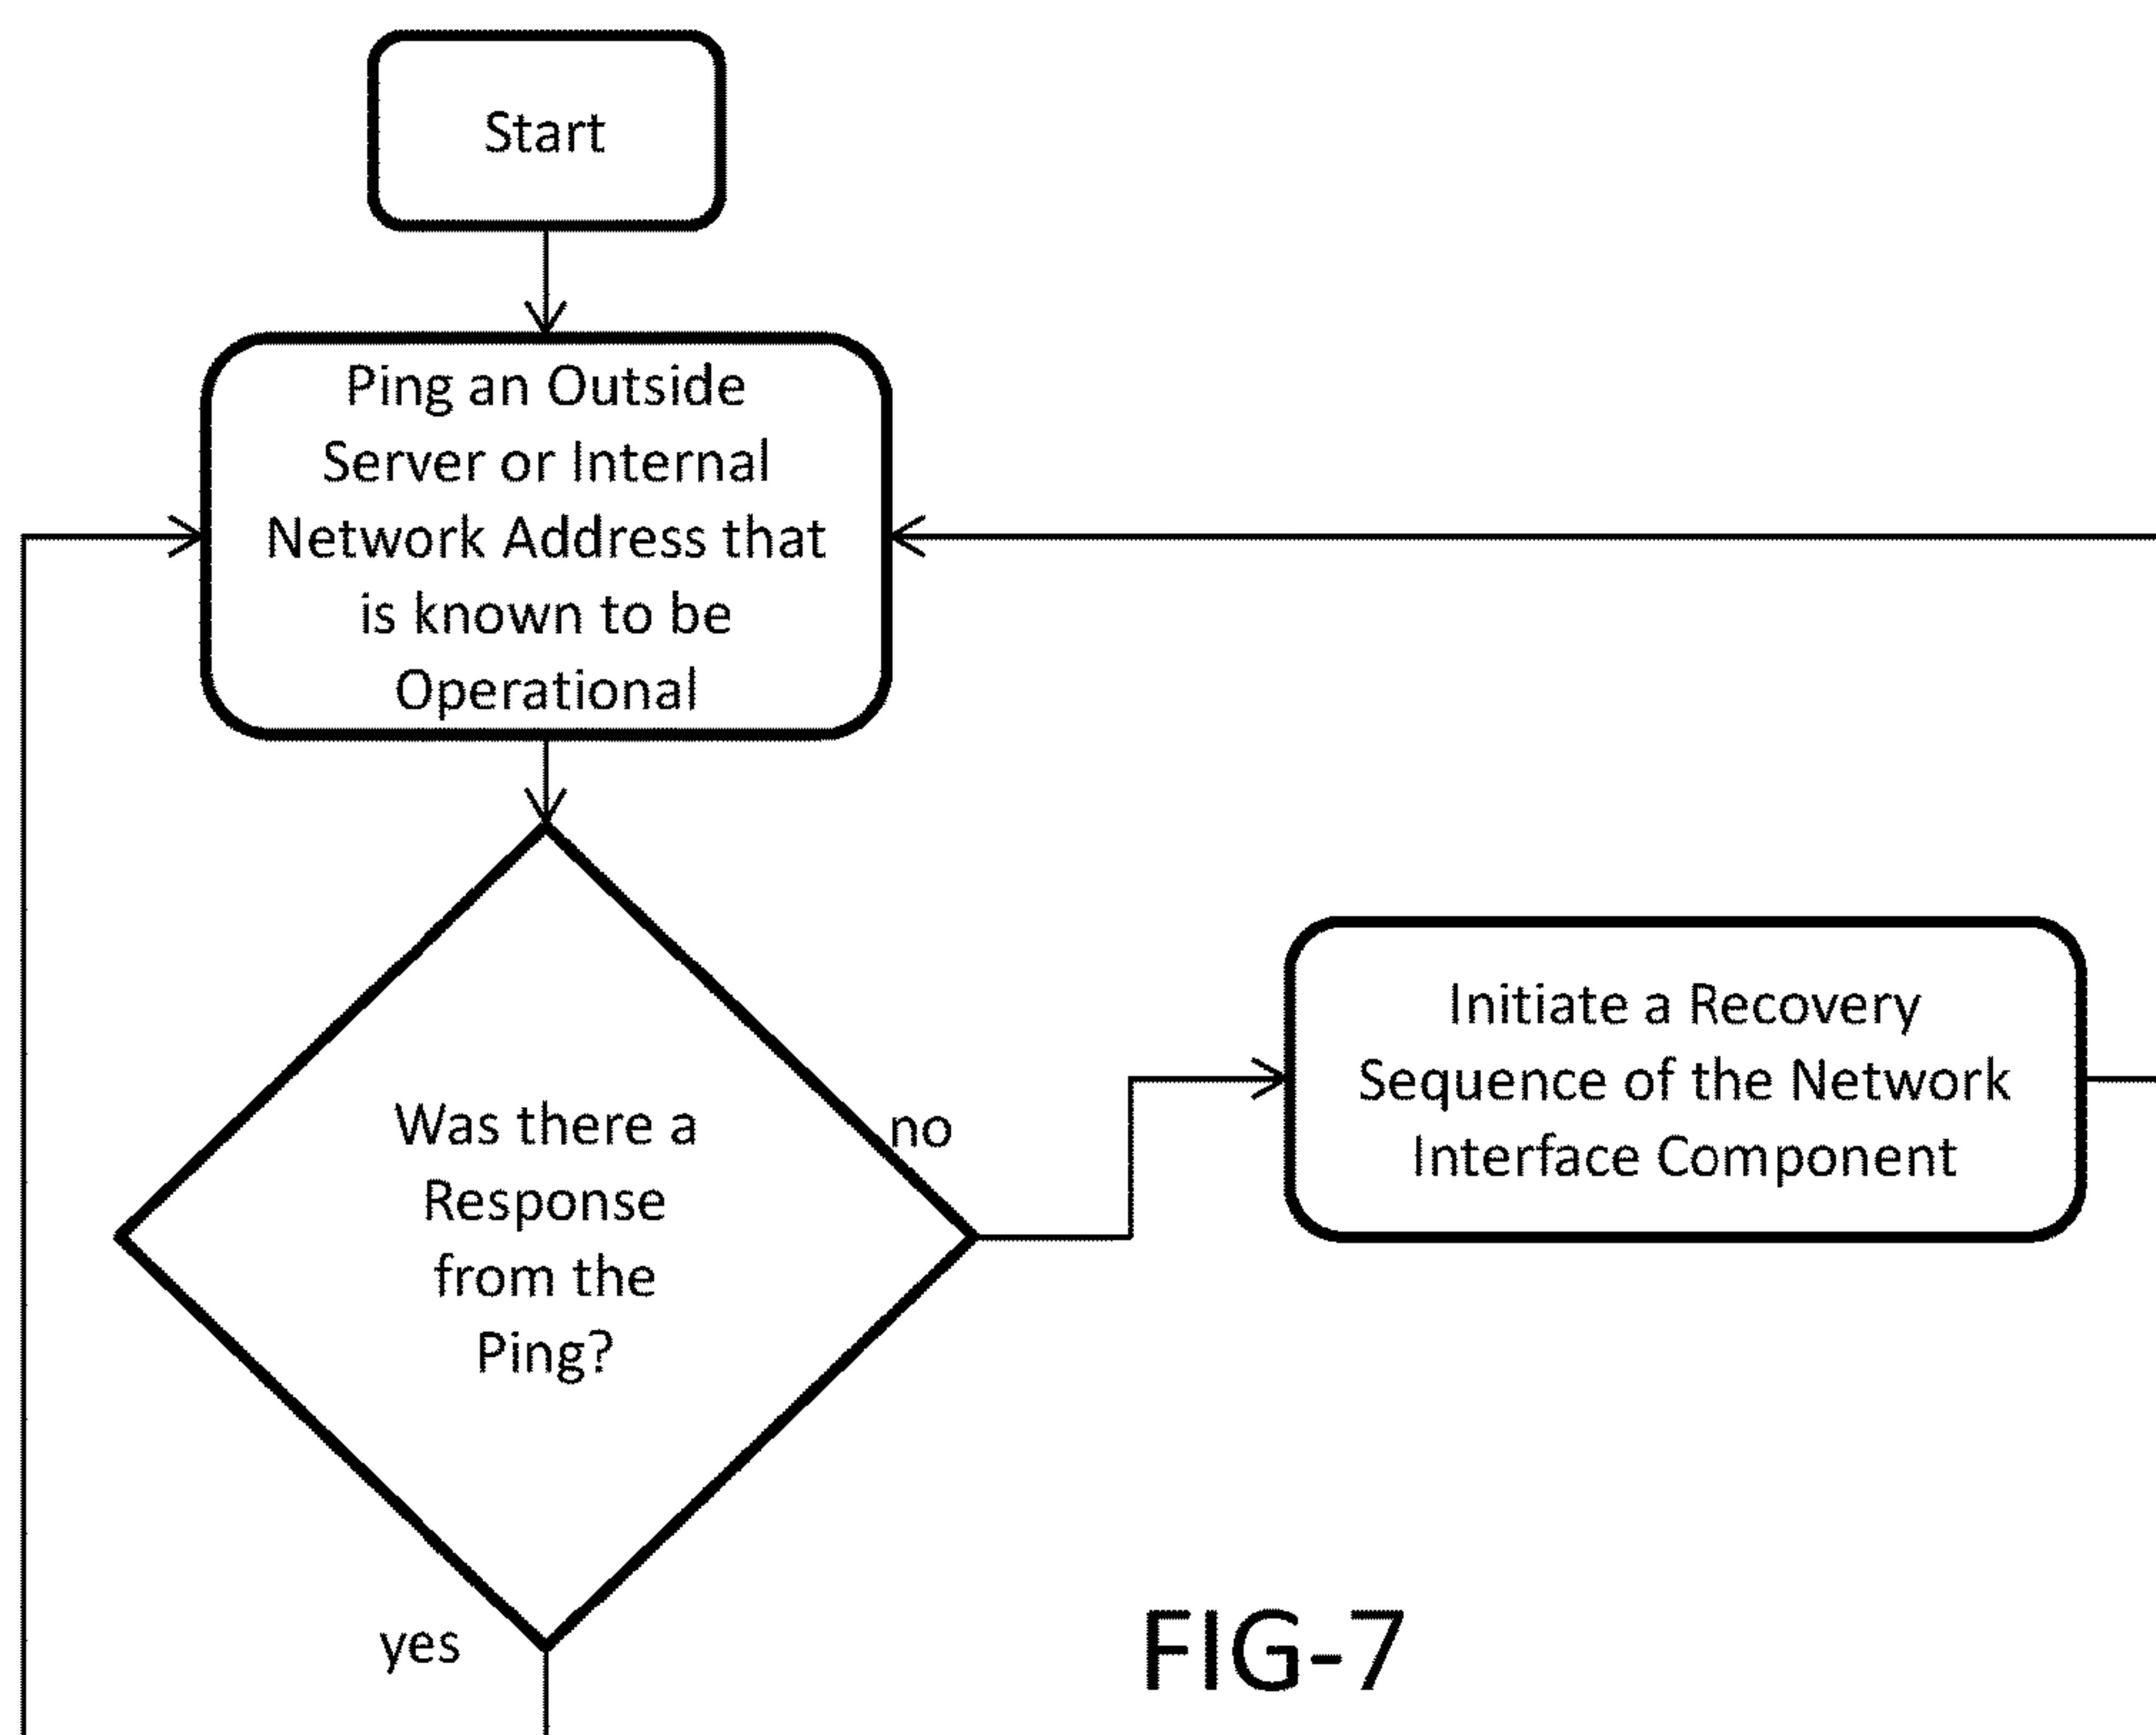 Start
Ping an Outside
Server or Internal
Network Address that
is known to be
Operational
Was there a
Response
from the
Ping?
no
Initiate a Recovery
Sequence of the Network
Interface Component
yes
FIG-7